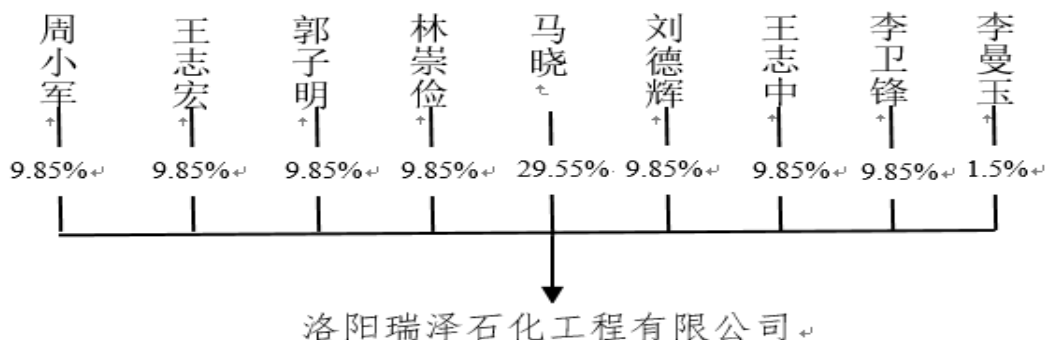 周小军
王志宏
郭子明
林崇俭
马晓
刘德辉
王志中
李卫锋
李曼玉
9.85% 9.85% 9.85% 9.85% 29.55% 9.85% 9.85% 9.85% 1.5%
洛阳瑞泽石化工程有限公司